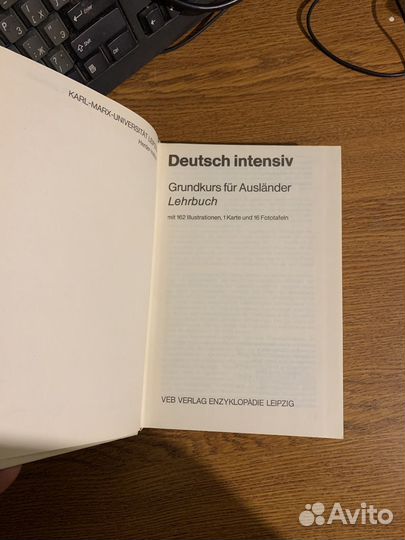 KARL-MARX-UNIVERSITÄT
Deutsch intensiv
Grundkurs für Ausländer
Lehrbuch
mit 162 Illustrationen, 1 Karte und 16 Fototafeln
VEB VERLAG ENZYKLOPÄDIE LEIPZIG
Avito